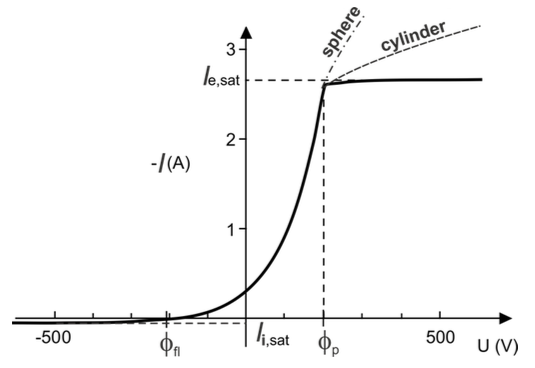 sphere
cylinder
3
Ie,sat
2
-I(A)
1
-500
ϕfl
Ii,sat
ϕp
500
U (V)